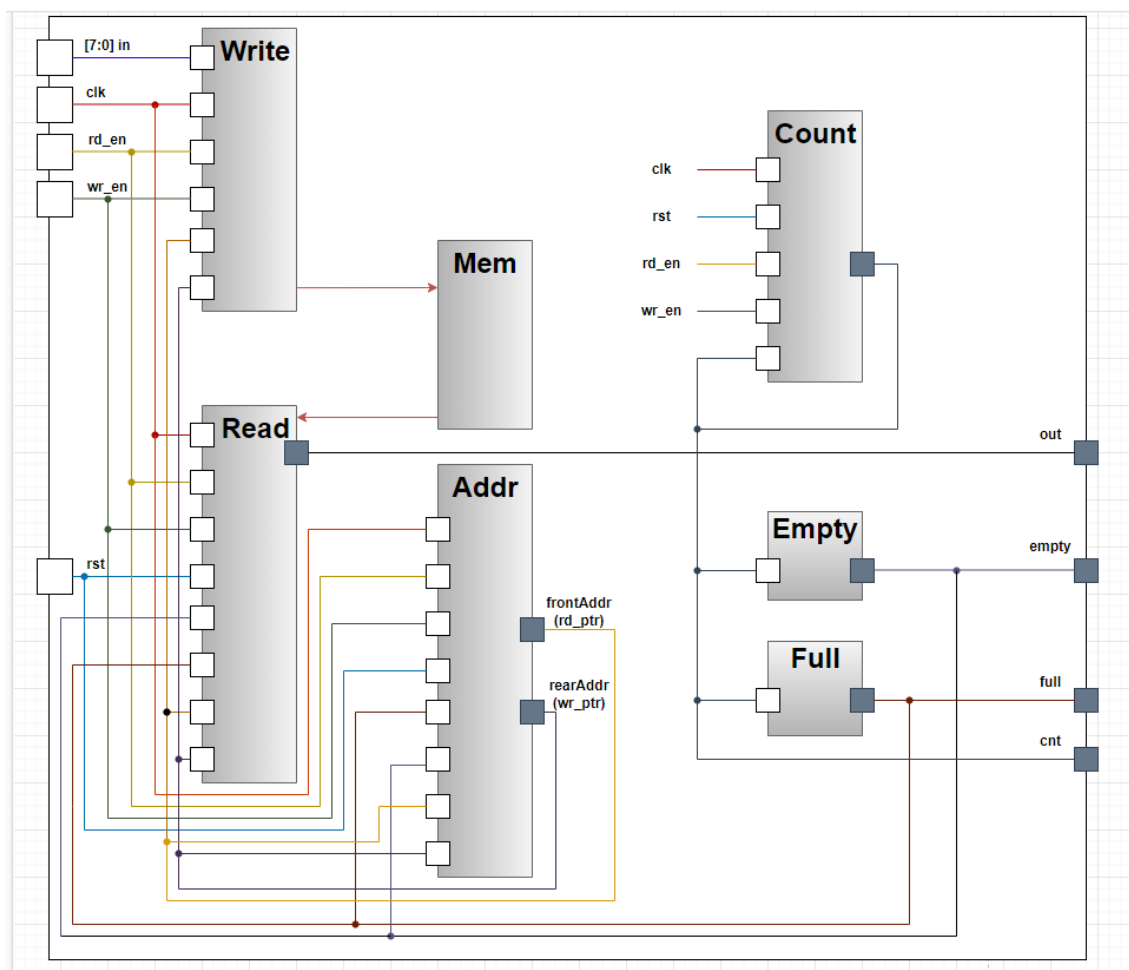 [7:0] in
Write
clk
rd_en
wr_en
Count
clk
rst
rd_en
wr_en
Mem
Read
out
Addr
Empty
empty
rst
frontAddr
(rd_ptr)
Full
rearAddr
(wr_ptr)
full
cnt